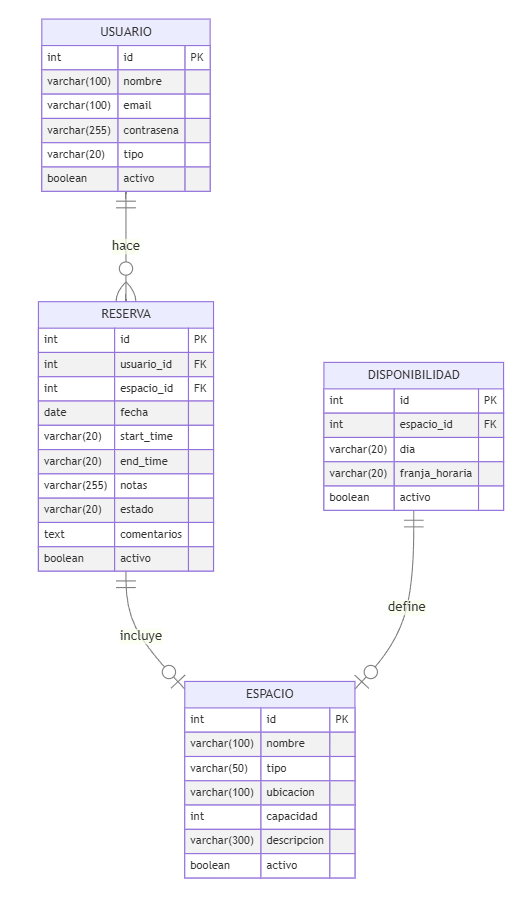 USUARIO
int id PK
varchar(100) nombre
varchar(100) email
varchar(255) contrasena
varchar(20) tipo
boolean activo
hace
RESERVA
int id PK
int usuario_id FK
int espacio_id FK
date fecha
varchar(20) start_time
varchar(20) end_time
varchar(255) notas
varchar(20) estado
text comentarios
boolean activo
DISPONIBILIDAD
int id PK
int espacio_id FK
varchar(20) dia
varchar(20) franja_horaria
boolean activo
incluye
define
ESPACIO
int id PK
varchar(100) nombre
varchar(50) tipo
varchar(100) ubicacion
int capacidad
varchar(300) descripcion
boolean activo